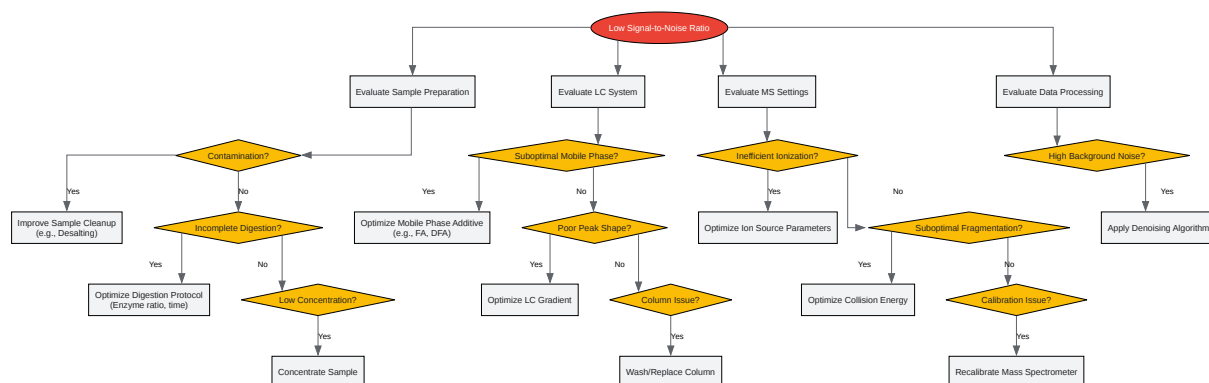 Low Signal-to-Noise Ratio
Evaluate Sample Preparation
Evaluate LC System
Evaluate MS Settings
Evaluate Data Processing
Contamination?
Suboptimal Mobile Phase?
Inefficient Ionization?
High Background Noise?
Yes
No
Yes
No
Yes
No
Yes
Improve Sample Cleanup
(e.g., Desalting)
Incomplete Digestion?
Optimize Mobile Phase Additive
(e.g., FA, DFA)
Poor Peak Shape?
Optimize Ion Source Parameters
Suboptimal Fragmentation?
Apply Denoising Algorithm
Yes
No
Yes
No
Yes
No
Optimize Digestion Protocol
(Enzyme ratio, time)
Low Concentration?
Optimize LC Gradient
Column Issue?
Optimize Collision Energy
Calibration Issue?
Yes
Yes
Yes
Concentrate Sample
Wash/Replace Column
Recalibrate Mass Spectrometer